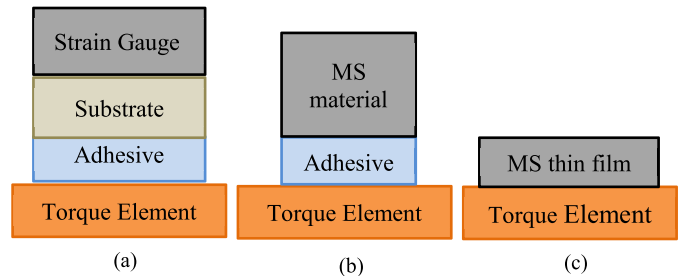 Strain Gauge
Substrate
Adhesive
Torque Element
(a)
MS
material
Adhesive
Torque Element
(b)
MS thin film
Torque Element
(c)